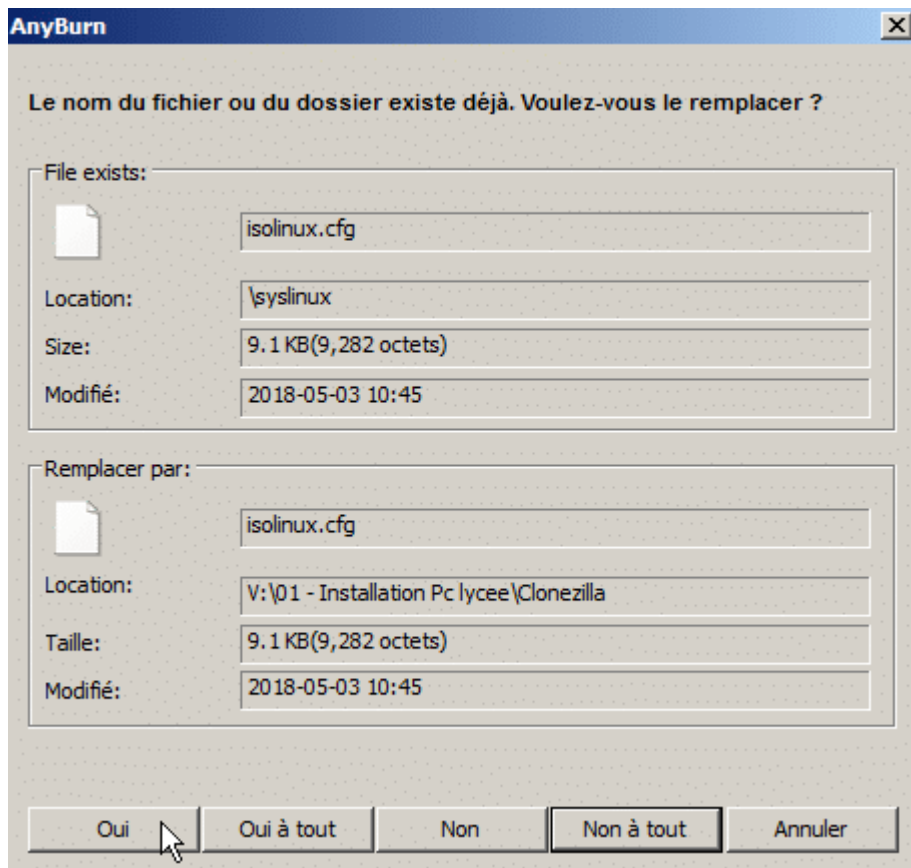 AnyBurn
Le nom du fichier ou du dossier existe déjà. Voulez-vous le remplacer ?
File exists:
isolinux.cfg
Location: \syslinux
Size: 9.1 KB(9,282 octets)
Modifié: 2018-05-03 10:45
Remplacer par:
isolinux.cfg
Location: V:\01 - Installation Pc lycee\Clonezilla
Taille: 9.1 KB(9,282 octets)
Modifié: 2018-05-03 10:45
Oui Oui à tout Non Non à tout Annuler